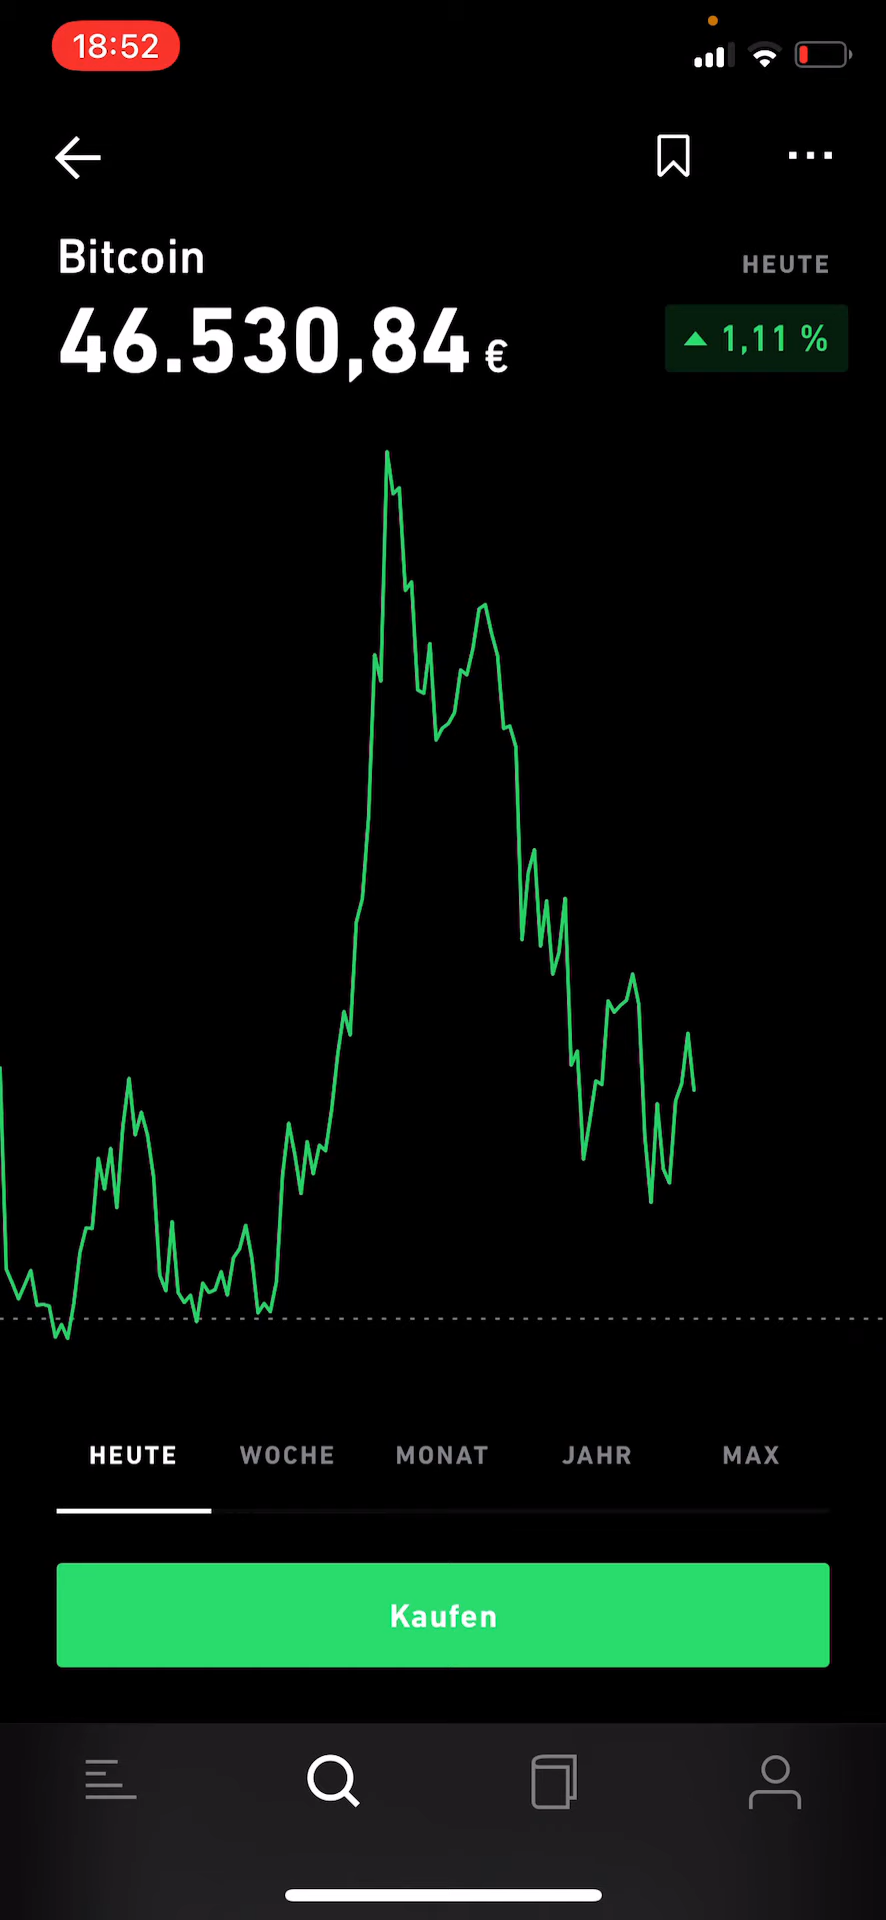 18:52
Bitcoin
HEUTE
46.530,84 €
1,11 %
HEUTE WOCHE MONAT JAHR MAX
Kaufen